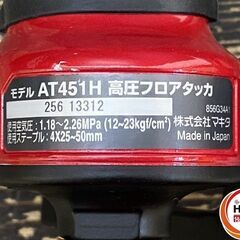 モデル AT451H 高圧フロアタッカ
256 13312
856G34A1
使用空気圧：1.18～2.26MPa (12～23kgf/cm²)
株式会社マキタ
使用ステープル：4X25~50mm
Made in Japan